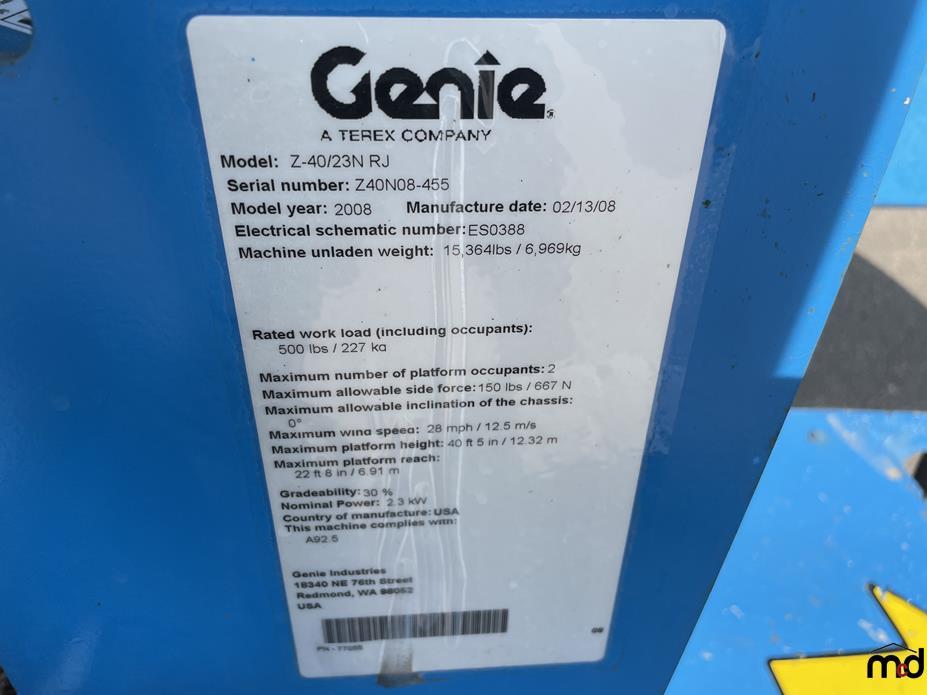 Genie
A TEREX COMPANY
Model: Z-40/23N RJ
Serial number: Z40N08-455
Model year: 2008 Manufacture date: 02/13/08
Electrical schematic number: ES0388
Machine unladen weight: 15,364lbs / 6,969kg
Rated work load (including occupants):
500 lbs / 227 kg
Maximum number of platform occupants: 2
Maximum allowable side force: 150 lbs / 667 N
Maximum allowable inclination of the chassis:
0°
Maximum wind speed: 28 mph / 12.5 m/s
Maximum platform height: 40 ft 5 in / 12.32 m
Maximum platform reach:
22 ft 8 in / 6.91 m
Gradeability: 30 %
Nominal Power: 2.3 kW
Country of manufacture: USA
This machine complies with:
A92.5
Genie Industries
18340 NE 76th Street
Redmond, WA 98052
USA
PN - 77055
mcd